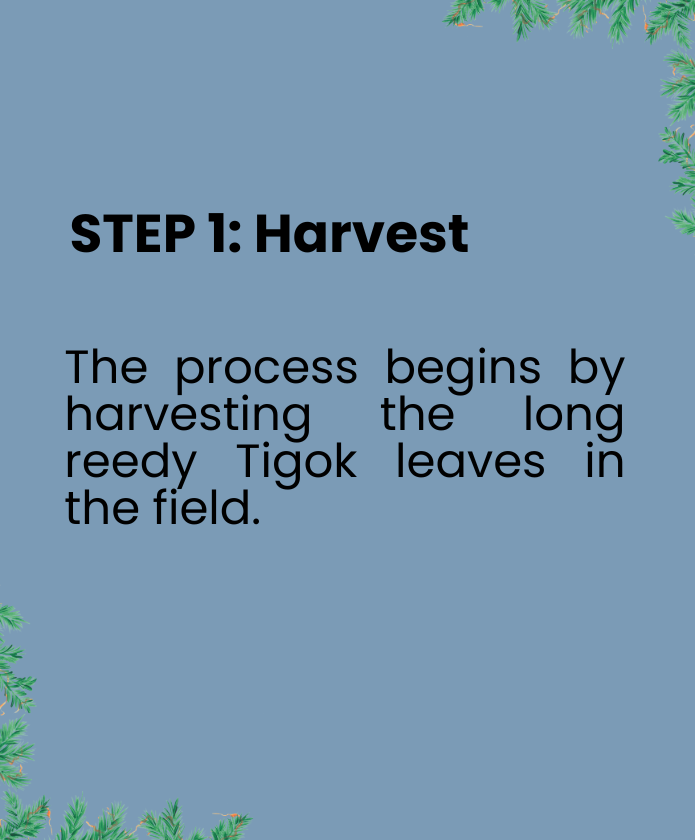 STEP 1: Harvest
The process begins by
harvesting the long
reedy Tigok leaves in
the field.